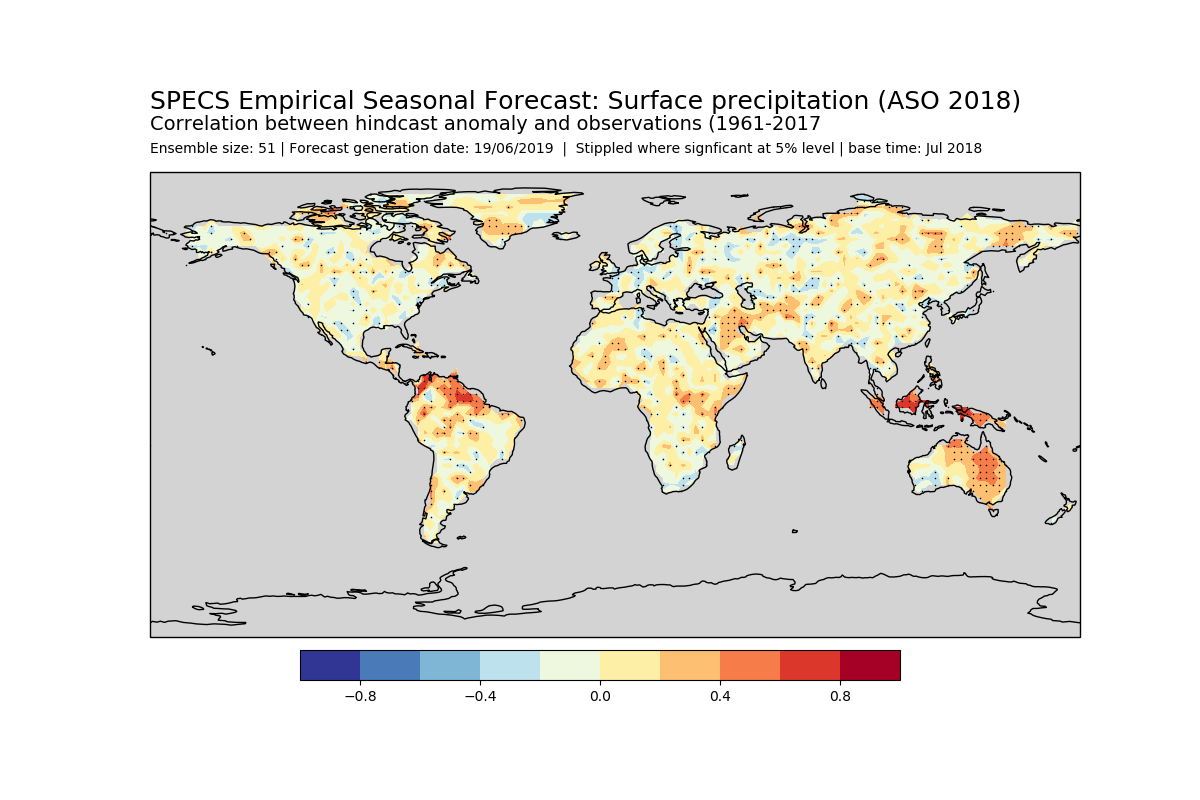 SPECS Empirical Seasonal Forecast: Surface precipitation (ASO 2018)
Correlation between hindcast anomaly and observations (1961-2017
Ensemble size: 51 | Forecast generation date: 19/06/2019  |  Stippled where signficant at 5% level | base time: Jul 2018
−0.8 −0.4 0.0 0.4 0.8